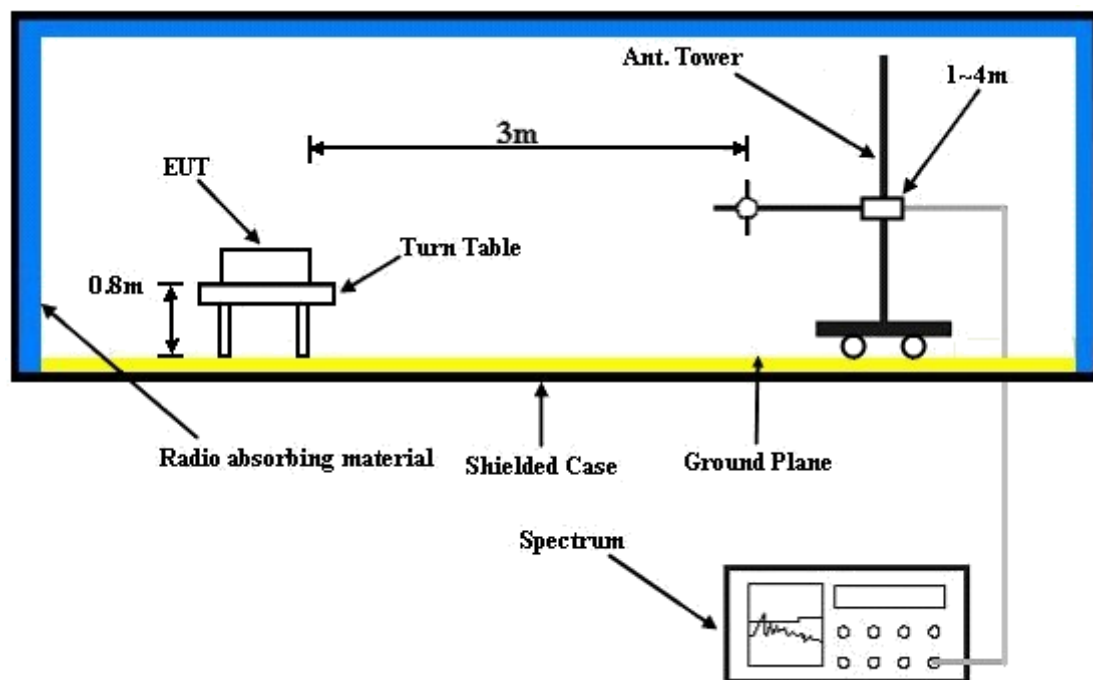 Ant. Tower
1~4m
3m
EUT
Turn Table
0.8m
Radio absorbing material
Shielded Case
Ground Plane
Spectrum